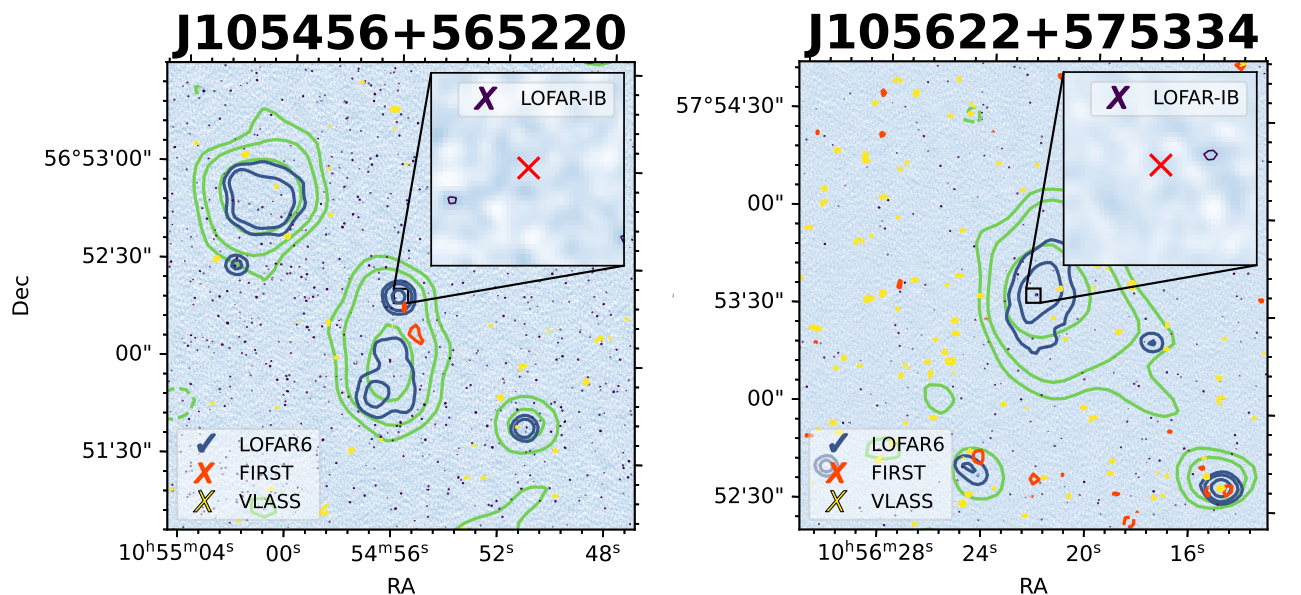 J105456+565220
J105622+575334
LOFAR-IB
56°53'00"
52'30"
00"
51'30"
Dec
LOFAR6
FIRST
VLASS
10ʰ55ᵐ04ˢ
00ˢ
54ᵐ56ˢ
52ˢ
48ˢ
RA
LOFAR-IB
57°54'30"
00"
53'30"
00"
52'30"
LOFAR6
FIRST
VLASS
10ʰ56ᵐ28ˢ
24ˢ
20ˢ
16ˢ
RA